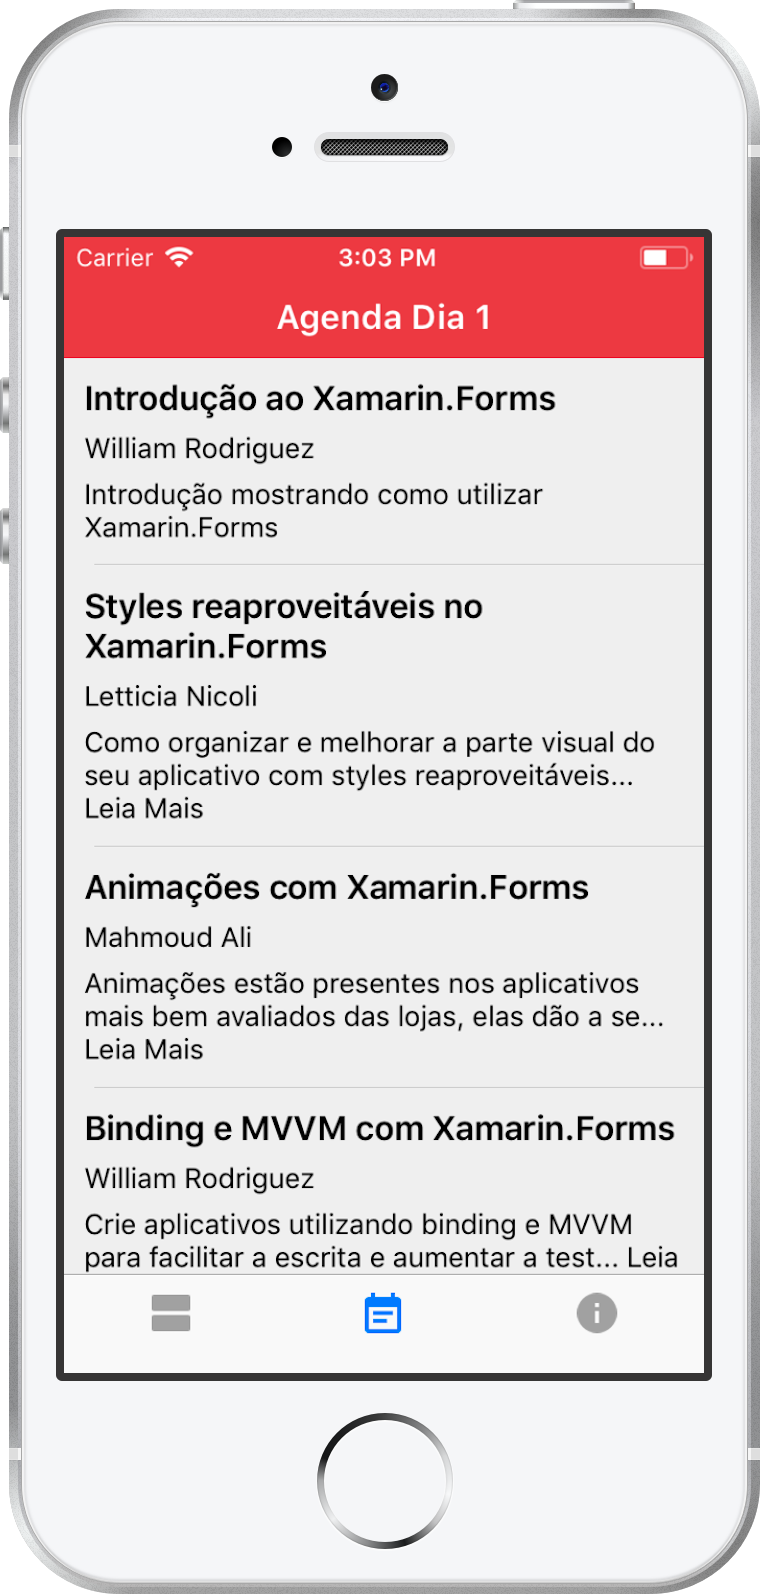 Carrier 3:03 PM
Agenda Dia 1
Introdução ao Xamarin.Forms
William Rodriguez
Introdução mostrando como utilizar
Xamarin.Forms
Styles reaproveitáveis no
Xamarin.Forms
Letticia Nicoli
Como organizar e melhorar a parte visual do
seu aplicativo com styles reaproveitáveis...
Leia Mais
Animações com Xamarin.Forms
Mahmoud Ali
Animações estão presentes nos aplicativos
mais bem avaliados das lojas, elas dão a se...
Leia Mais
Binding e MVVM com Xamarin.Forms
William Rodriguez
Crie aplicativos utilizando binding e MVVM
para facilitar a escrita e aumentar a test... Leia